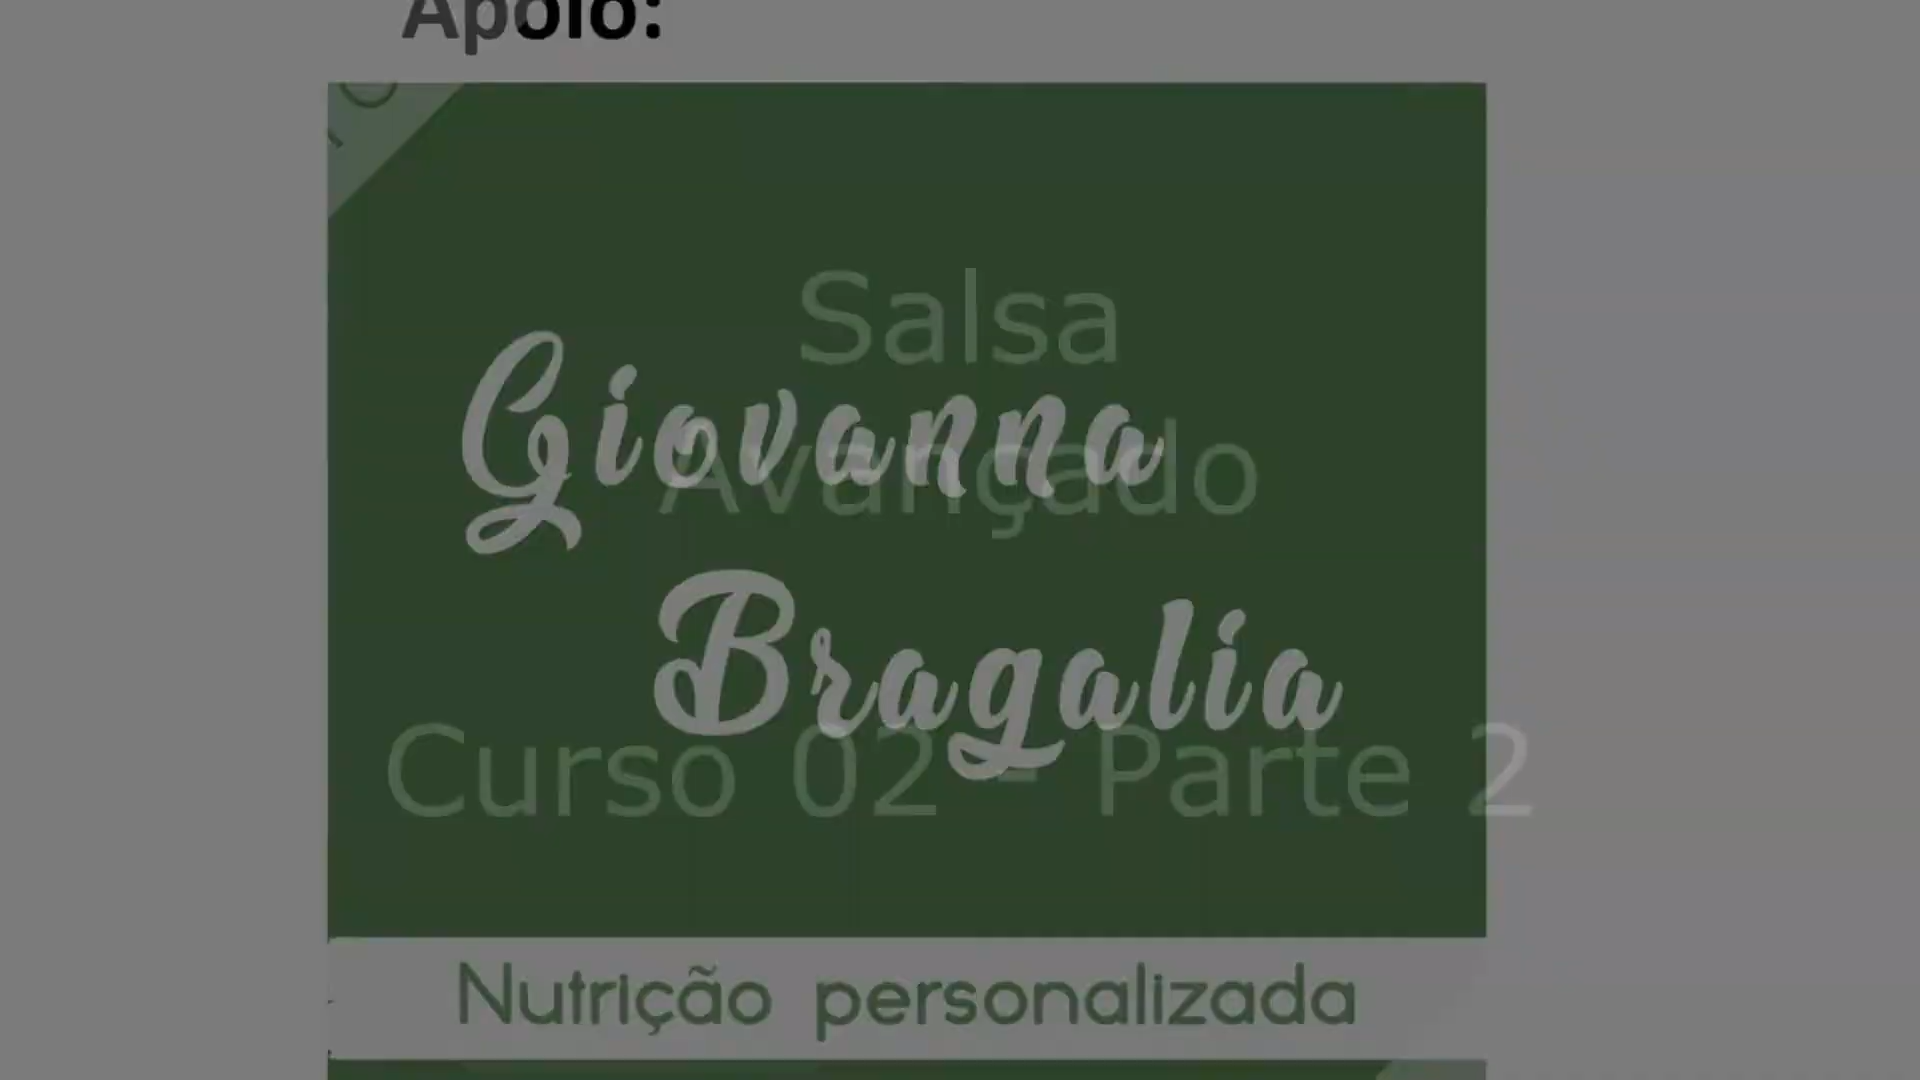 Apoio:
Salsa
Giovanna
Avançado
Bragalia
Curso 02 - Parte 2
Nutrição personalizada